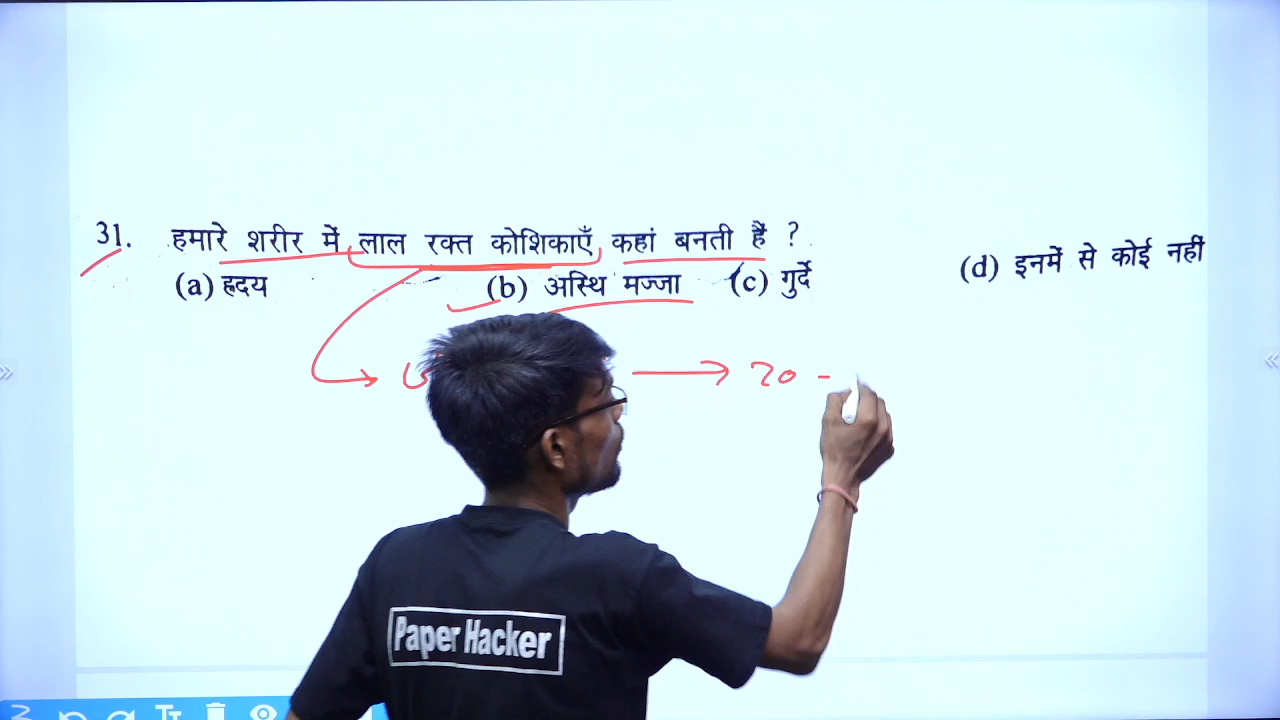 31. हमारे शरीर में लाल रक्त कोशिकाएँ कहां बनती हैं ?
(a) हृदय (b) अस्थि मज्जा (c) गुर्दे (d) इनमें से कोई नहीं
20 -
Paper Hacker